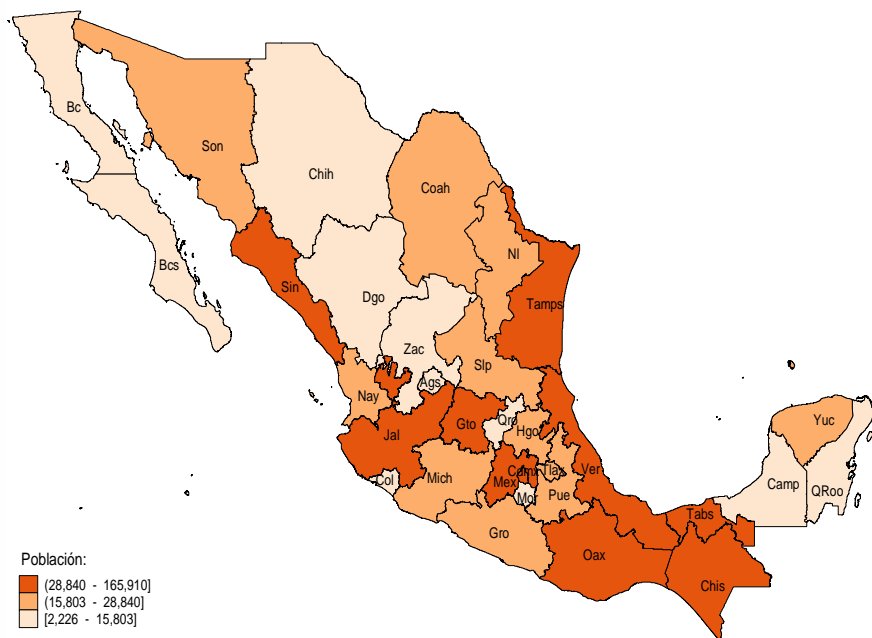 Bc
Son
Chih
Coah
Bcs
Sin
Dgo
Nl
Tamps
Zac
Slp
Nay
Ags
Jal
Gto
Qro
Hgo
Yuc
Col
Mich
Mex
Tlax
Ver
Mor
Pue
Camp
QRoo
Gro
Tabs
Oax
Chis
Población:
(28,840 - 165,910]
(15,803 - 28,840]
[2,226 - 15,803]